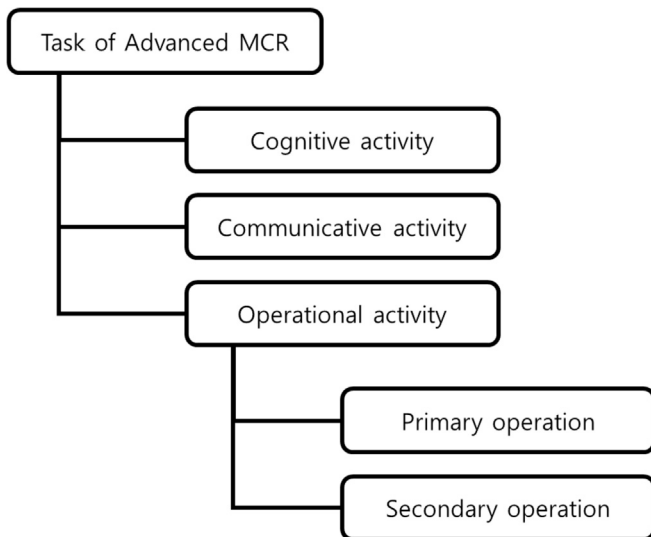 Task of Advanced MCR
Cognitive activity
Communicative activity
Operational activity
Primary operation
Secondary operation